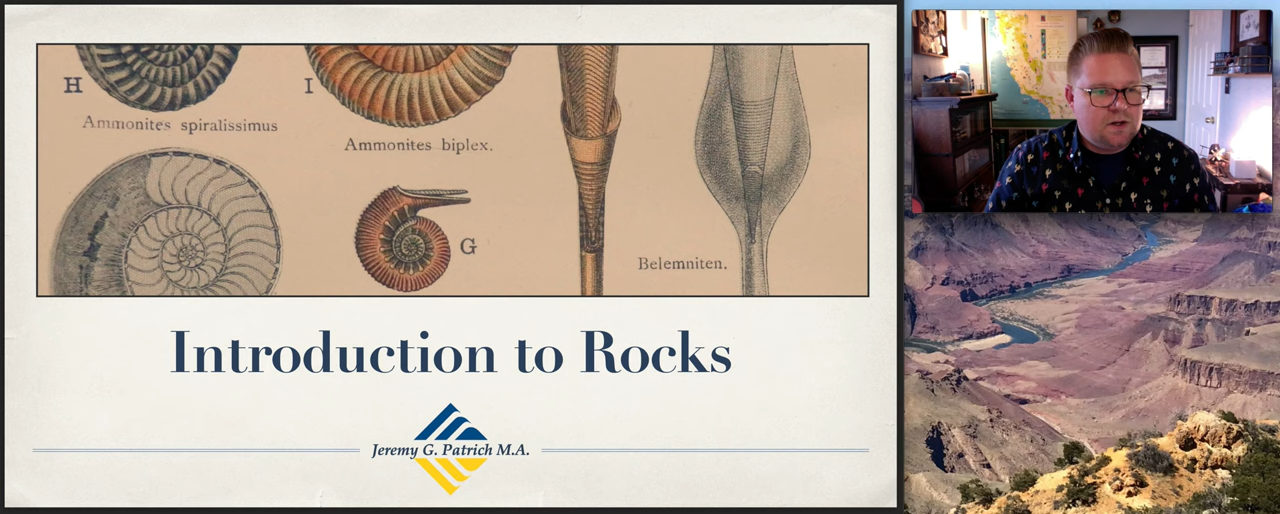 H
I
Ammonites spiralissimus
Ammonites biplex.
G
Belemniten.
Introduction to Rocks
Jeremy G. Patrich M.A.